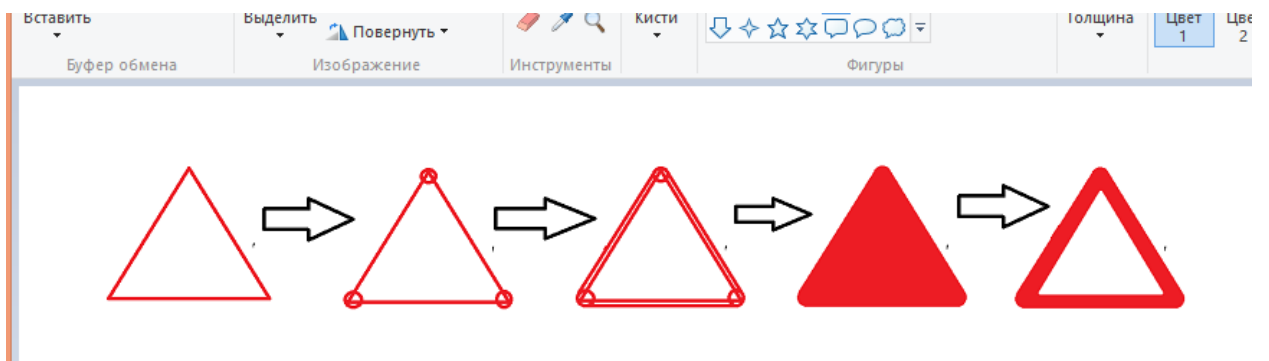 Вставить
Выделить
Повернуть
Кисти
Толщина
Цвет
1
Цве
2
Буфер обмена
Изображение
Инструменты
Фигуры